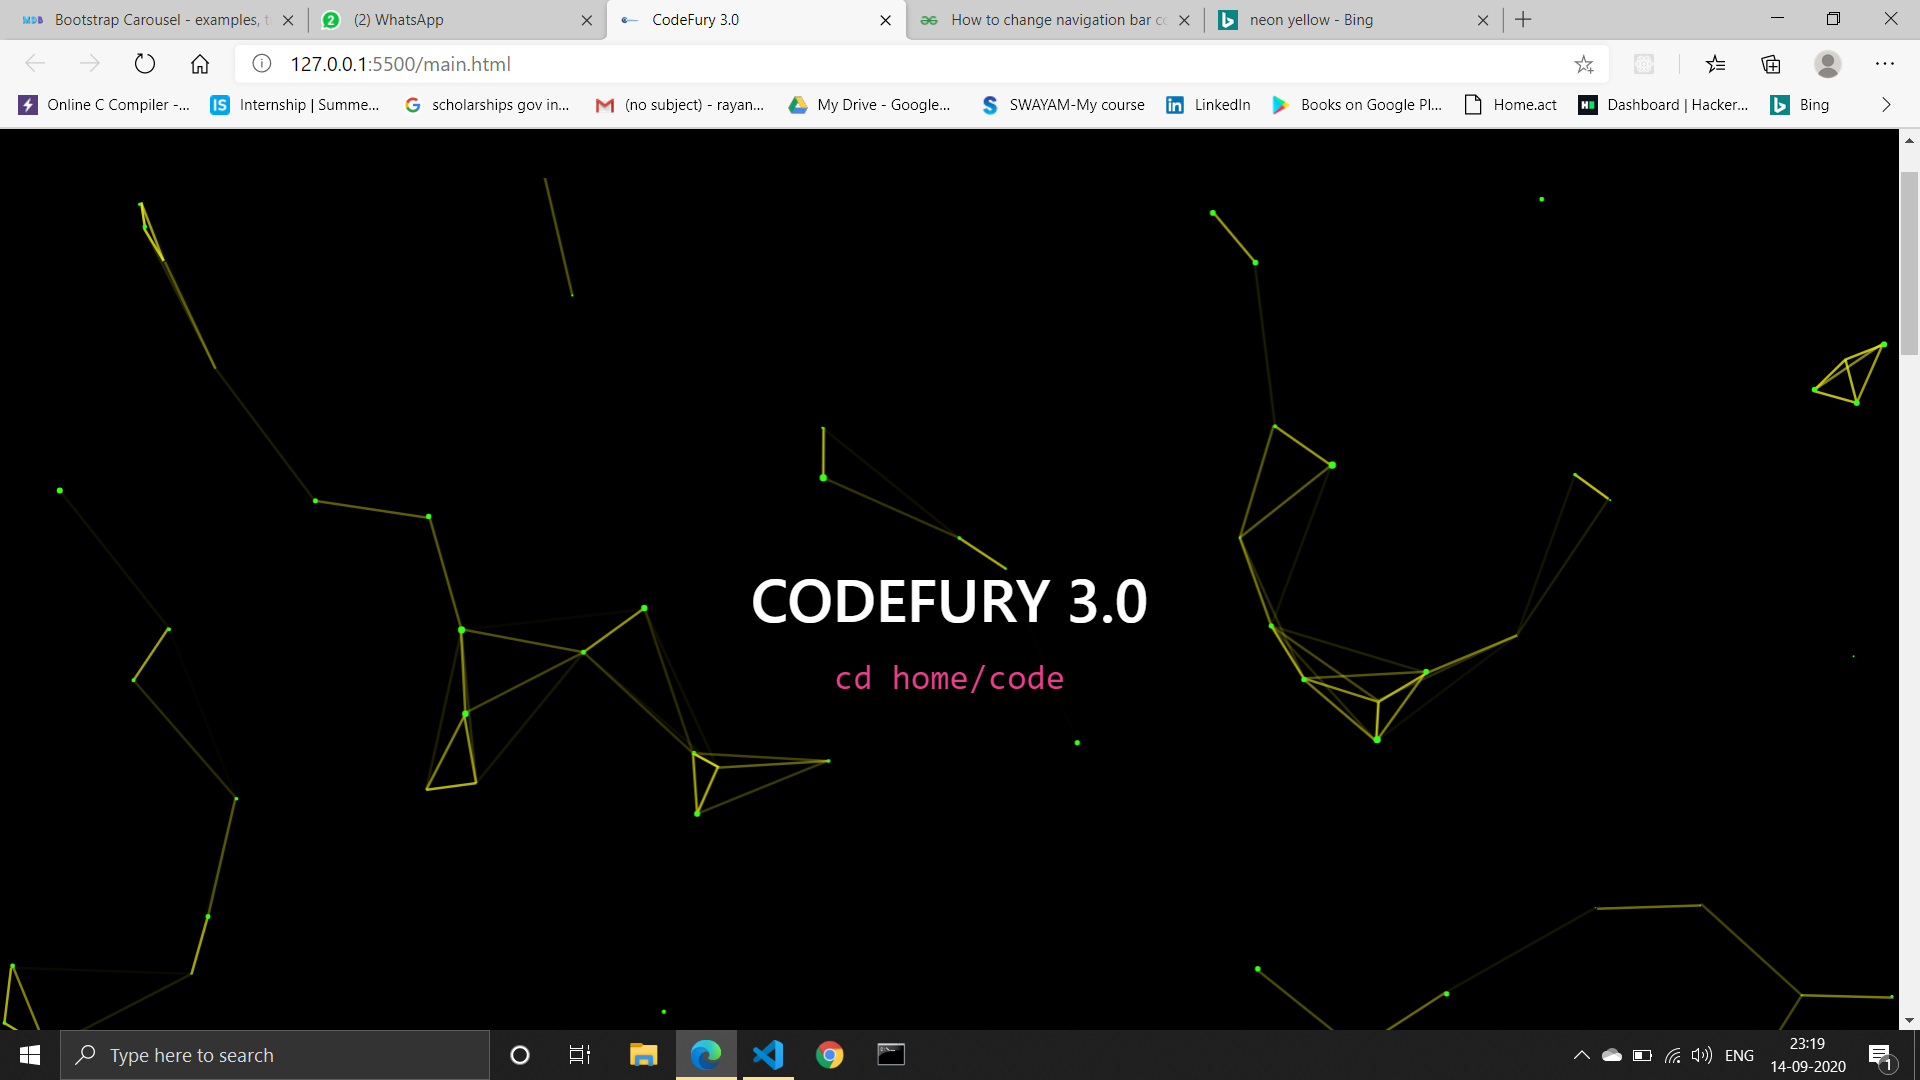 Bootstrap Carousel - examples, t
(2) WhatsApp
CodeFury 3.0
How to change navigation bar co
neon yellow - Bing
127.0.0.1:5500/main.html
Online C Compiler -...
IS Internship | Summe...
scholarships gov in...
(no subject) - rayan...
My Drive - Google...
SWAYAM-My course
LinkedIn
Books on Google Pl...
Home.act
Dashboard | Hacker...
Bing
CODEFURY 3.0
cd home/code
Type here to search
ENG
23:19
14-09-2020
1